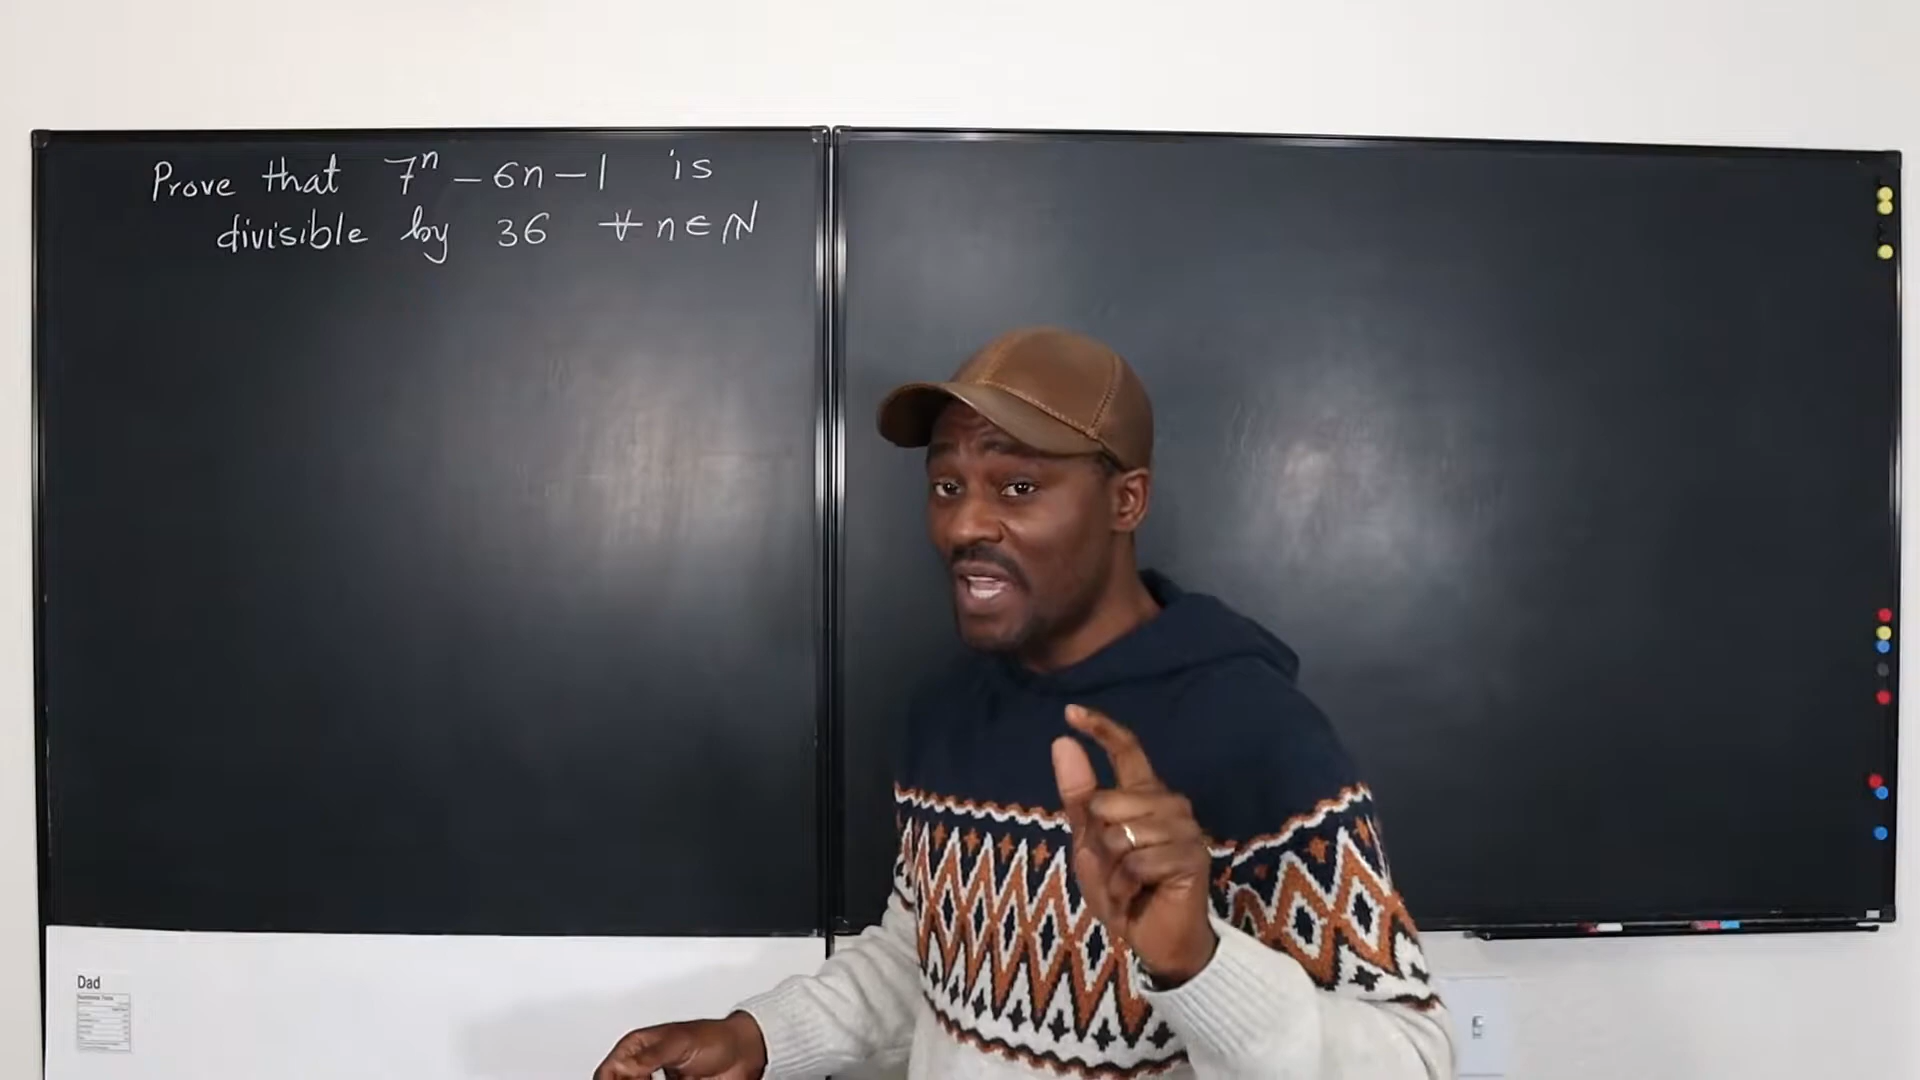 Prove that 7ⁿ – 6n – 1 is
divisible by 36 ∀ n ∈ ℕ
Dad